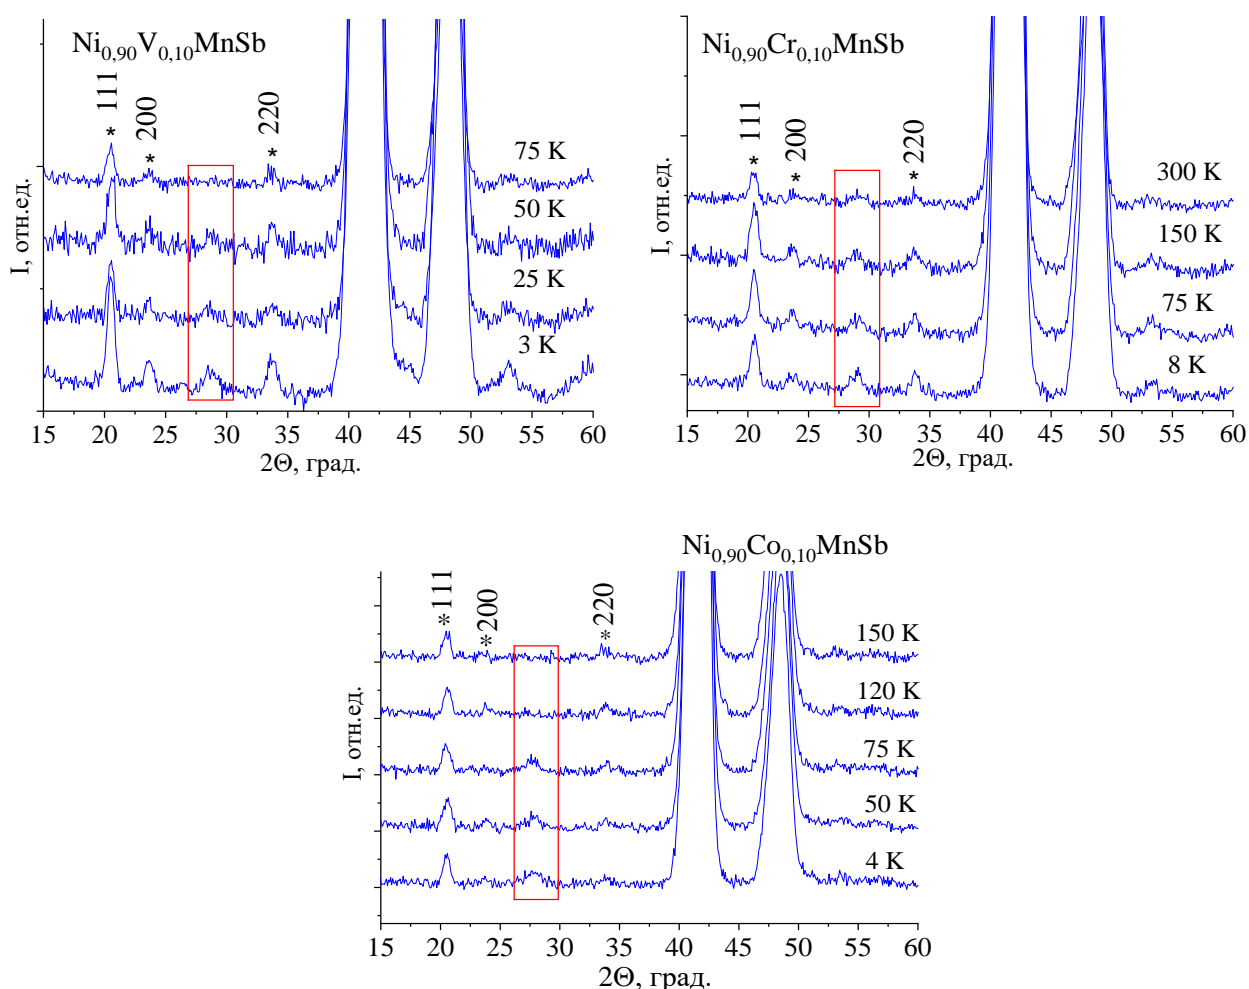 Ni0,90V0,10MnSb
* 111
* 200
* 220
75 K
50 K
25 K
3 K
I, отн.ед.
15 20 25 30 35 40 45 50 55 60
2Θ, град.
Ni0,90Cr0,10MnSb
* 111
* 200
* 220
300 K
150 K
75 K
8 K
I, отн.ед.
15 20 25 30 35 40 45 50 55 60
2Θ, град.
Ni0,90Co0,10MnSb
*111
*200
*220
150 K
120 K
75 K
50 K
4 K
I, отн.ед.
15 20 25 30 35 40 45 50 55 60
2Θ, град.